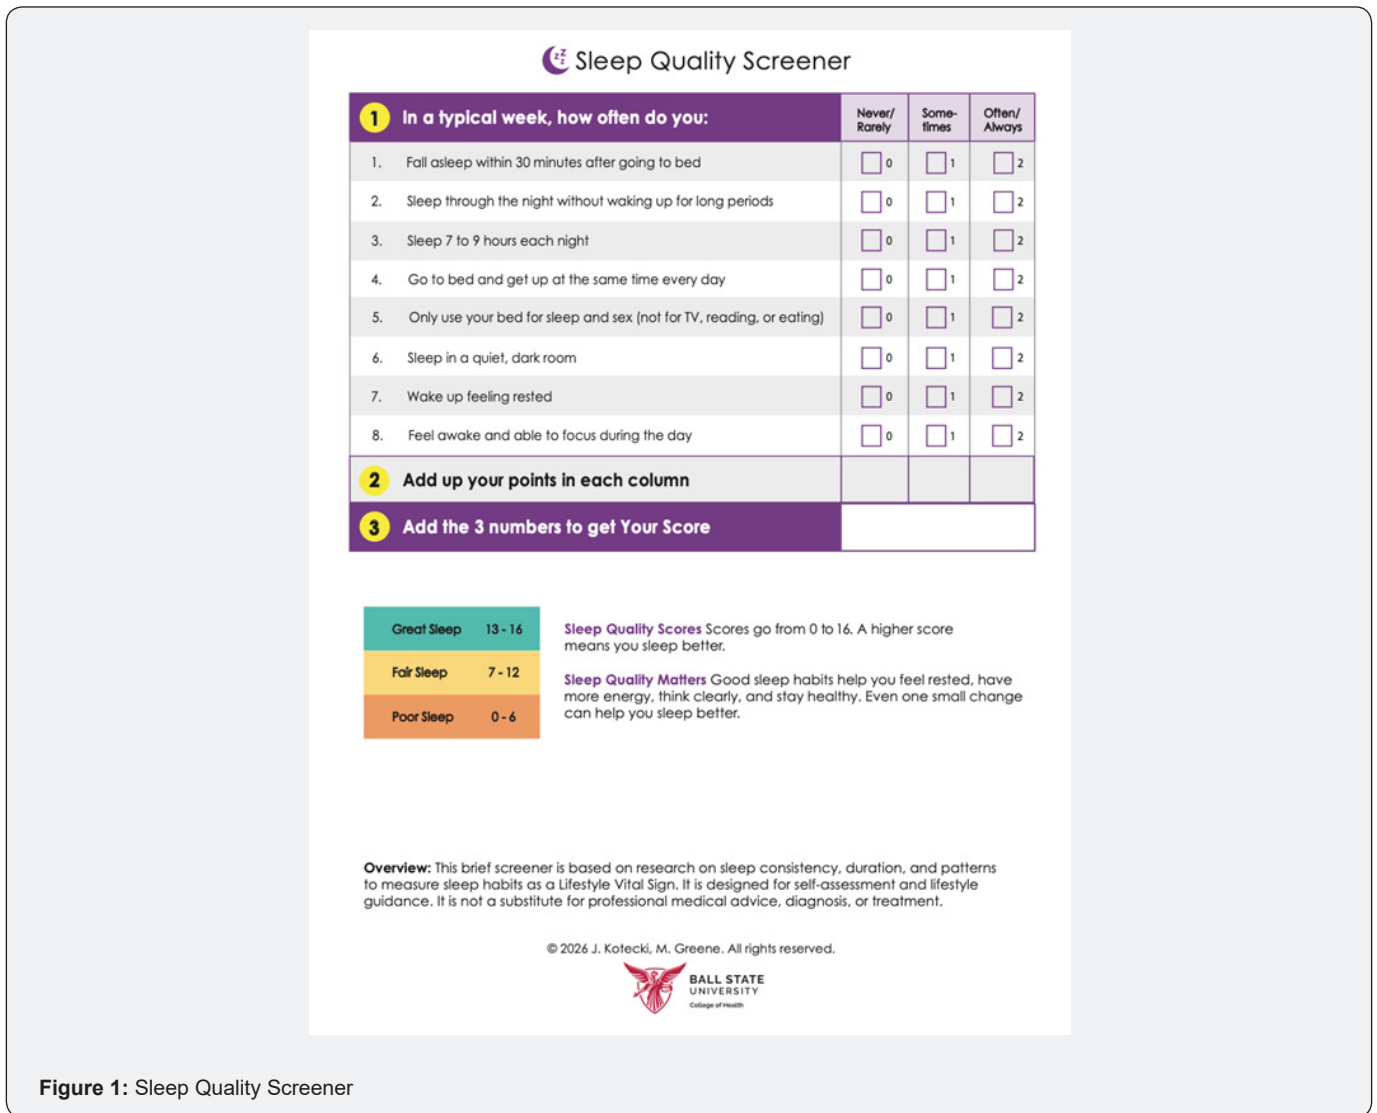 Sleep Quality Screener
1 In a typical week, how often do you: Never/ Rarely Some- times Often/ Always
1. Fall asleep within 30 minutes after going to bed 0 1 2
2. Sleep through the night without waking up for long periods 0 1 2
3. Sleep 7 to 9 hours each night 0 1 2
4. Go to bed and get up at the same time every day 0 1 2
5. Only use your bed for sleep and sex (not for TV, reading, or eating) 0 1 2
6. Sleep in a quiet, dark room 0 1 2
7. Wake up feeling rested 0 1 2
8. Feel awake and able to focus during the day 0 1 2
2 Add up your points in each column
3 Add the 3 numbers to get Your Score
Great Sleep 13 - 16
Fair Sleep 7 - 12
Poor Sleep 0 - 6
Sleep Quality Scores Scores go from 0 to 16. A higher score
means you sleep better.
Sleep Quality Matters Good sleep habits help you feel rested, have
more energy, think clearly, and stay healthy. Even one small change
can help you sleep better.
Overview: This brief screener is based on research on sleep consistency, duration, and patterns
to measure sleep habits as a Lifestyle Vital Sign. It is designed for self-assessment and lifestyle
guidance. It is not a substitute for professional medical advice, diagnosis, or treatment.
© 2026 J. Kotecki, M. Greene. All rights reserved.
BALL STATE
UNIVERSITY
College of Health
Figure 1: Sleep Quality Screener